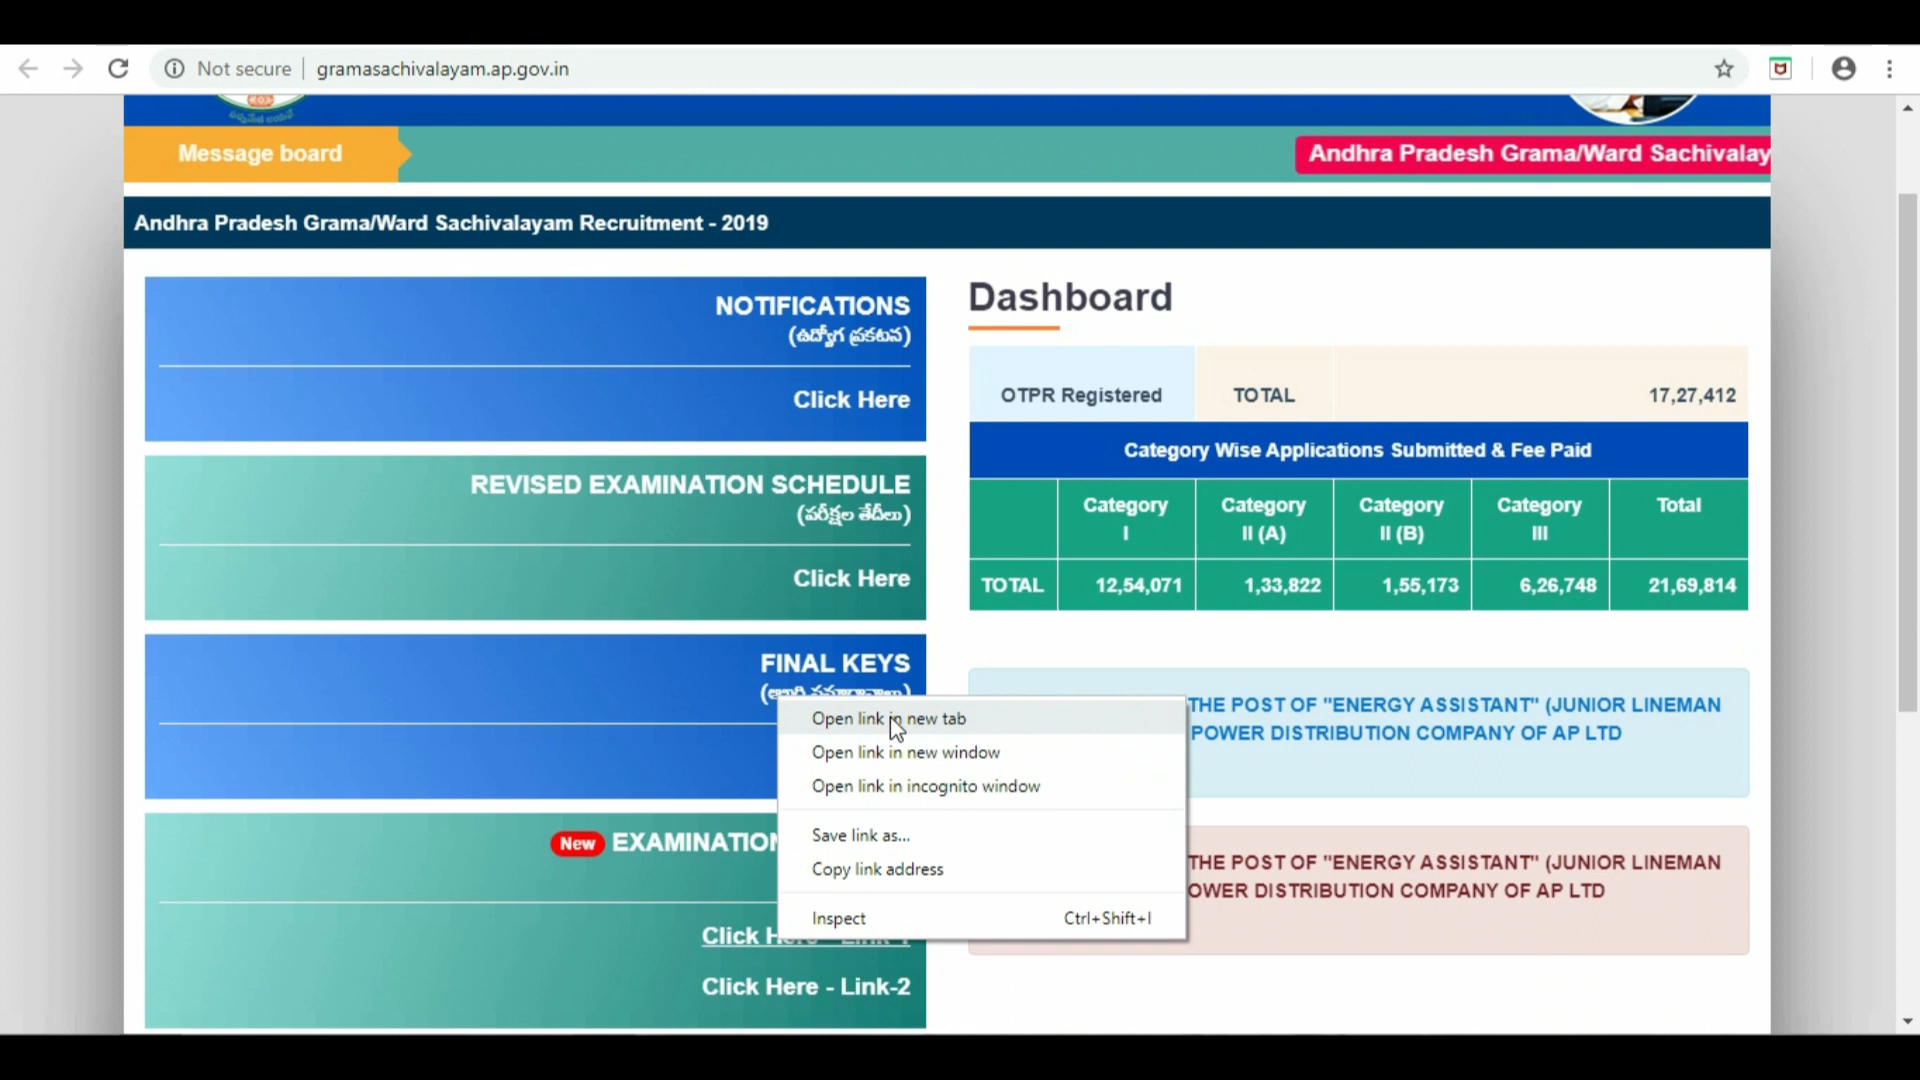 Not secure
gramasachivalayam.ap.gov.in
Message board
Andhra Pradesh Grama/Ward Sachivalay
Andhra Pradesh Grama/Ward Sachivalayam Recruitment - 2019
NOTIFICATIONS
(ఉద్యోగ ప్రకటన)
Click Here
REVISED EXAMINATION SCHEDULE
(పరీక్షల తేదీలు)
Click Here
FINAL KEYS
EXAMINATION
New
Click Here - Link-1
Click Here - Link-2
Open link in new tab
Open link in new window
Open link in incognito window
Save link as...
Copy link address
Inspect Ctrl+Shift+I
Dashboard
OTPR Registered TOTAL 17,27,412
Category Wise Applications Submitted & Fee Paid
Category I Category II (A) Category II (B) Category III Total
TOTAL 12,54,071 1,33,822 1,55,173 6,26,748 21,69,814
THE POST OF "ENERGY ASSISTANT" (JUNIOR LINEMAN
POWER DISTRIBUTION COMPANY OF AP LTD
THE POST OF "ENERGY ASSISTANT" (JUNIOR LINEMAN
OWER DISTRIBUTION COMPANY OF AP LTD